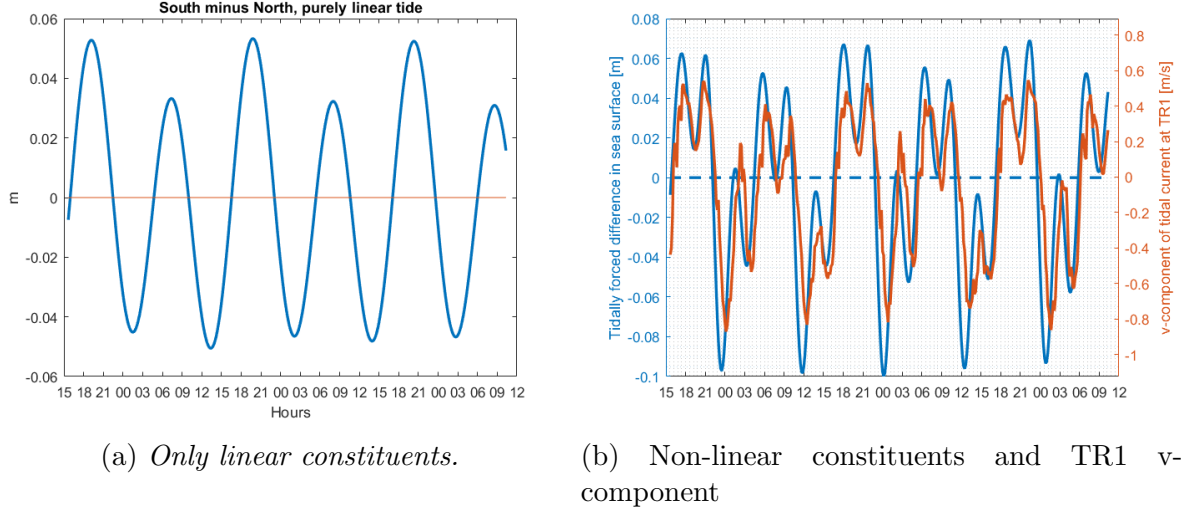 South minus North, purely linear tide
0.06
0.04
0.02
0
-0.02
-0.04
-0.06
m
15 18 21 00 03 06 09 12 15 18 21 00 03 06 09 12 15 18 21 00 03 06 09 12
Hours
(a) Only linear constituents.
0.08
0.06
0.04
0.02
0
-0.02
-0.04
-0.06
-0.08
-0.1
Tidally forced difference in sea surface [m]
0.8
0.6
0.4
0.2
0
-0.2
-0.4
-0.6
-0.8
-1
v-component of tidal current at TR1 [m/s]
15 18 21 00 03 06 09 12 15 18 21 00 03 06 09 12 15 18 21 00 03 06 09 12
(b) Non-linear constituents and TR1 v-
component